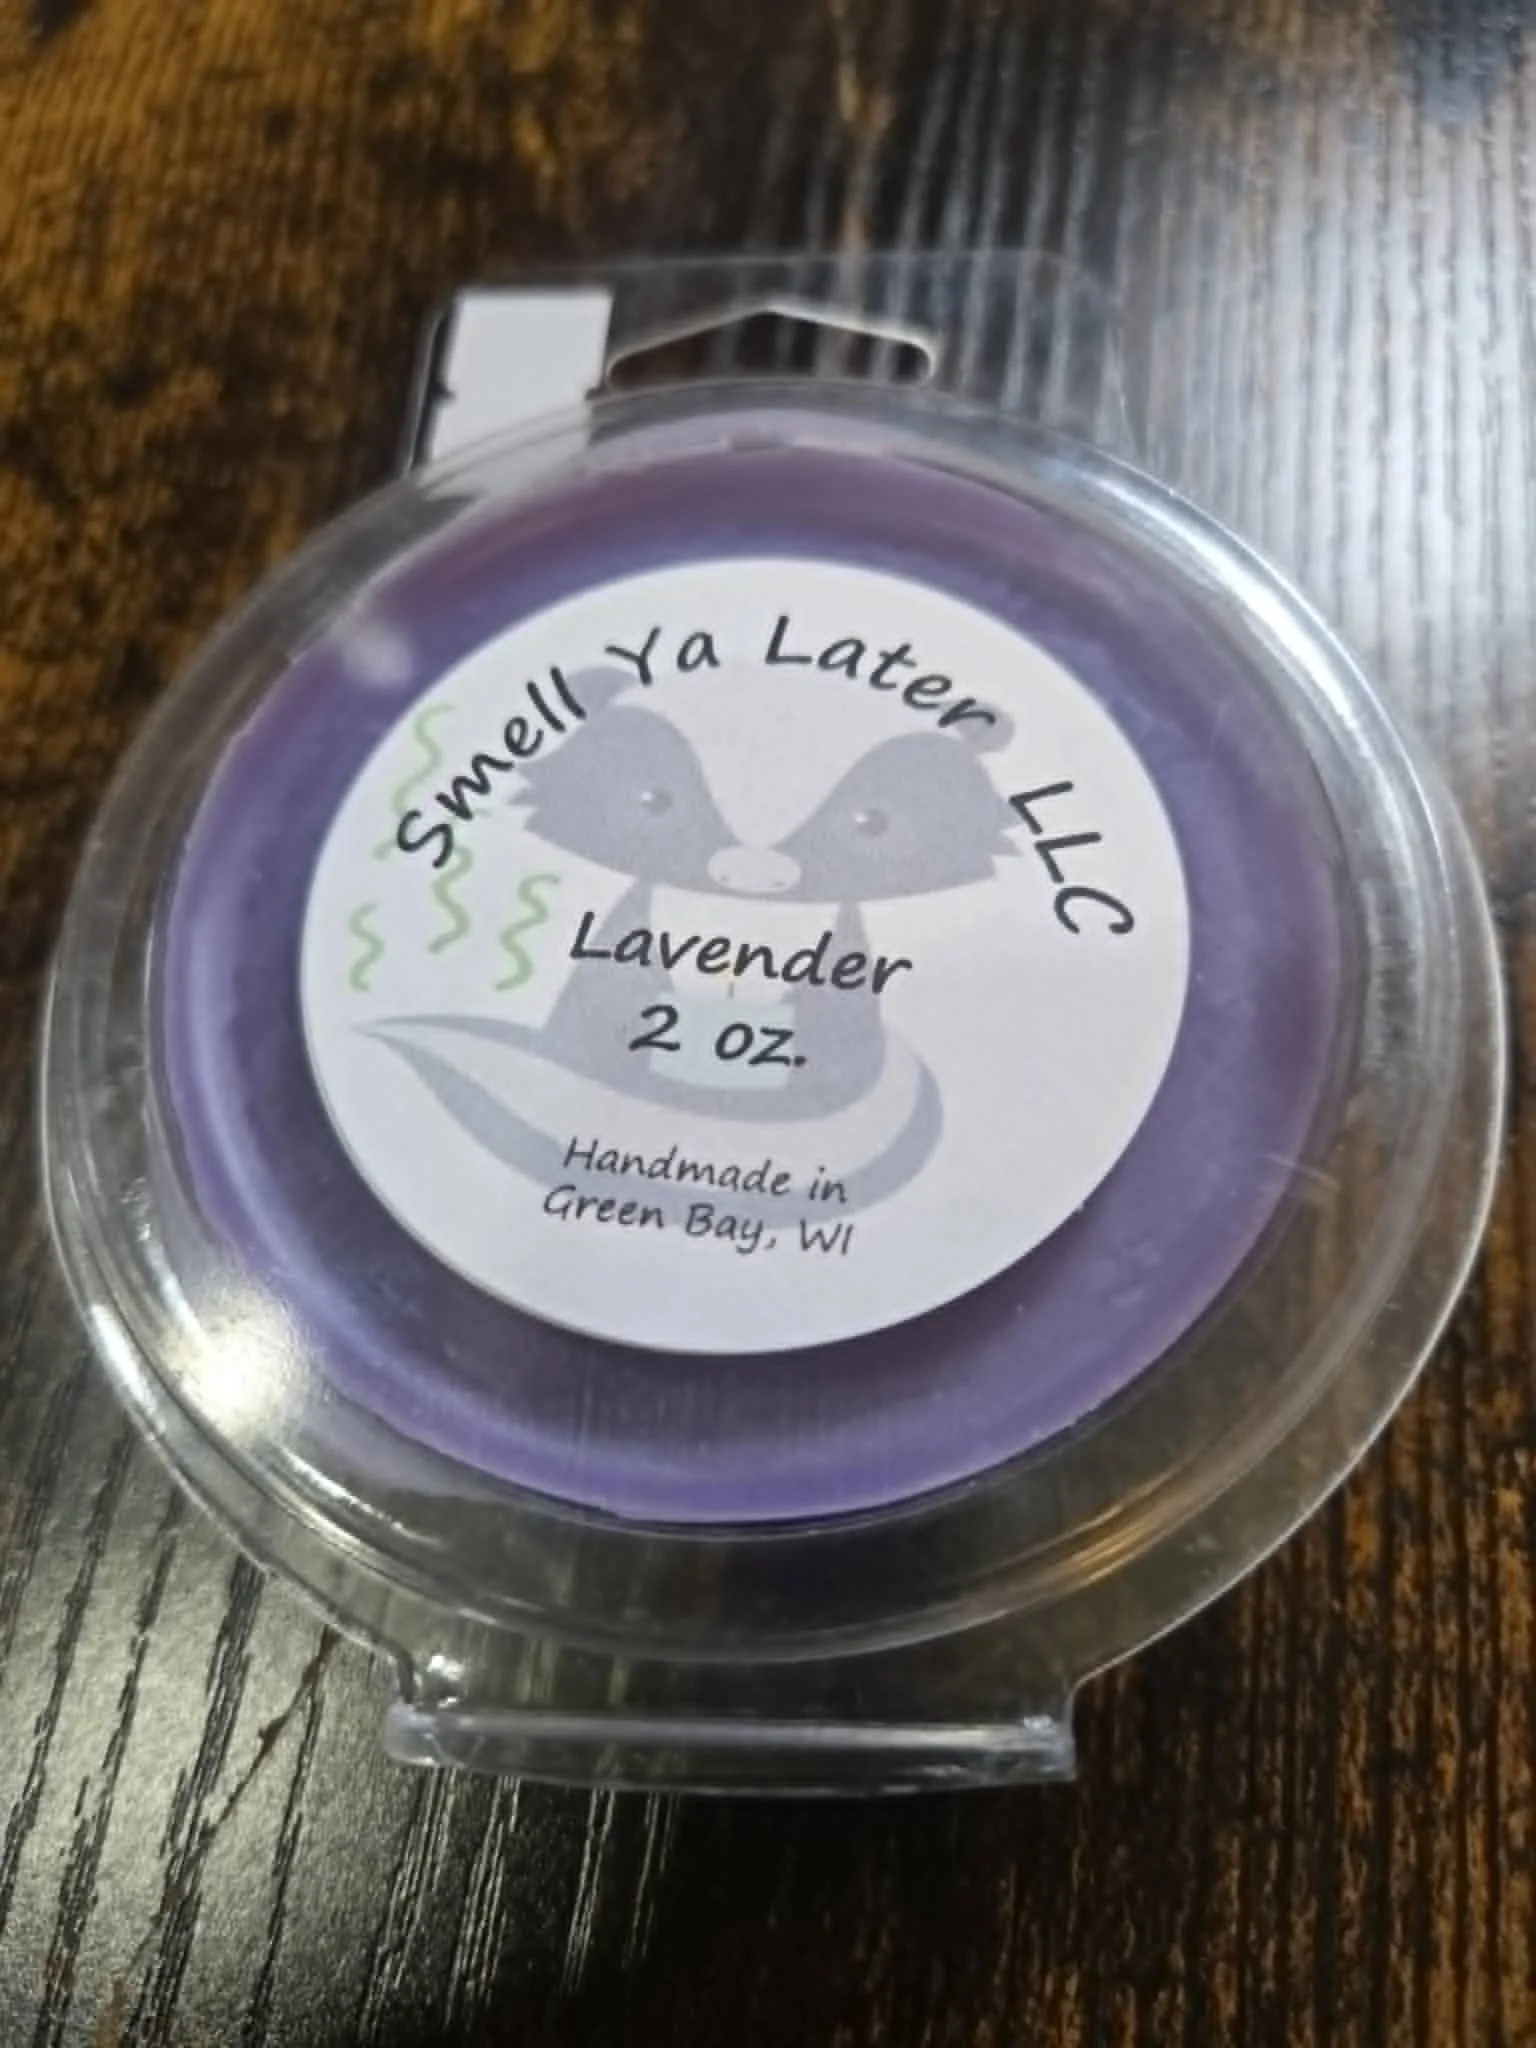 Smell Ya Later LLC
Lavender
2 oz.
Handmade in
Green Bay, WI